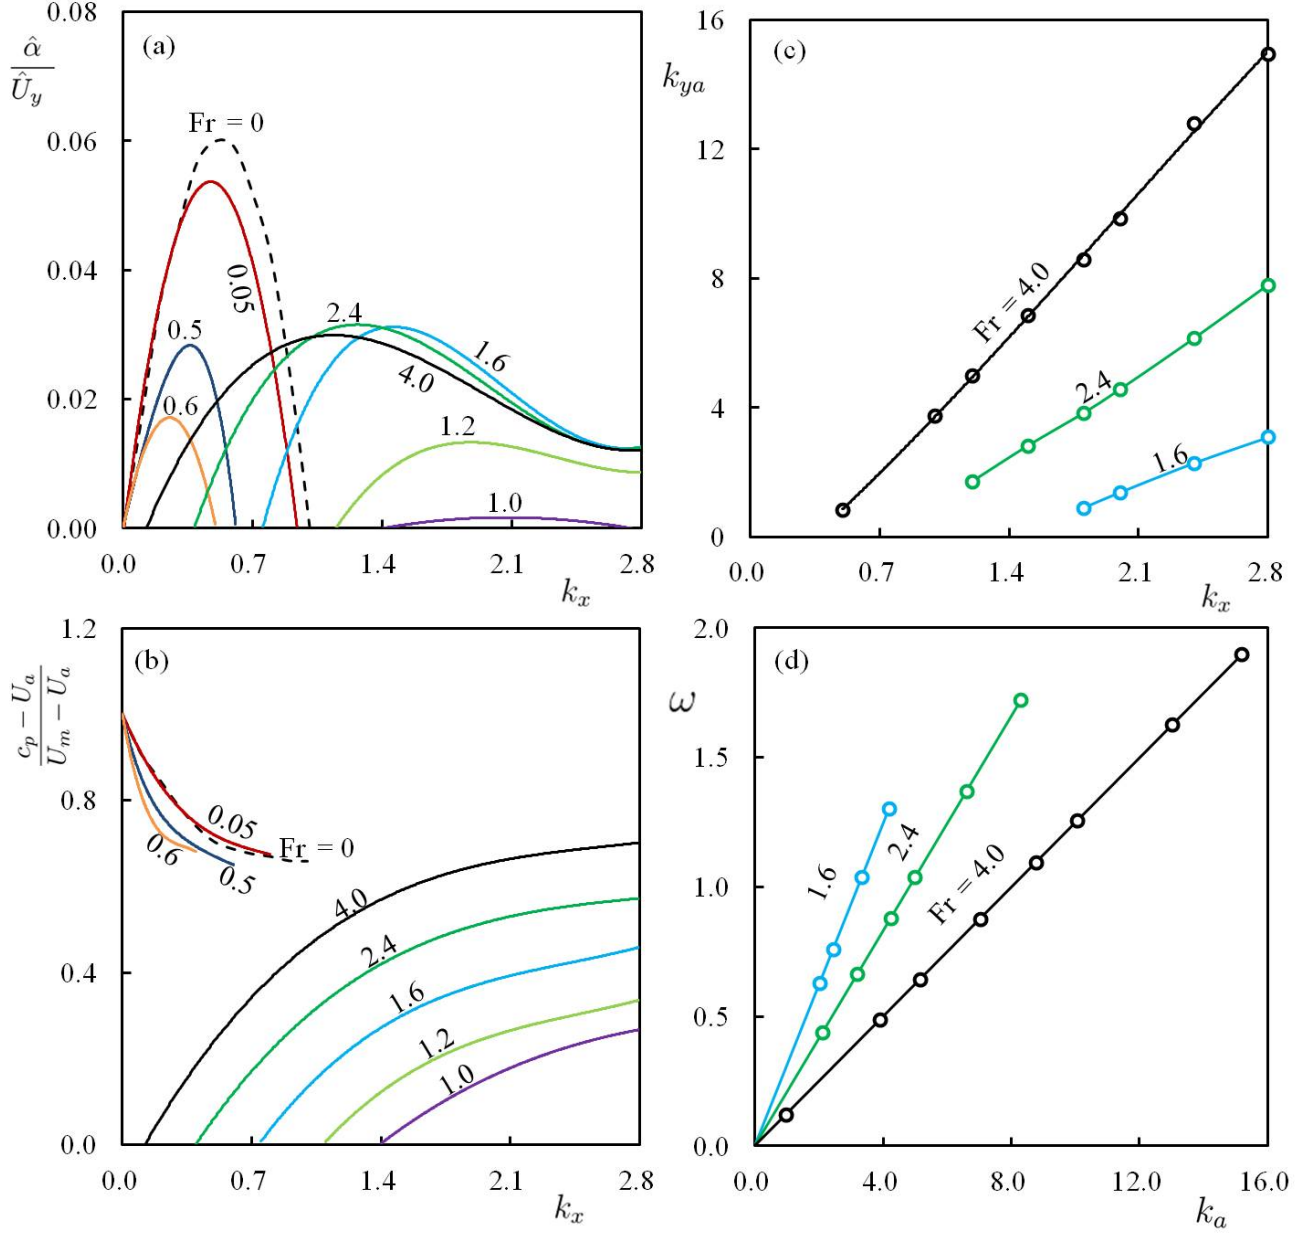 0.08
(a)
α̂ / Û_y
Fr = 0
0.06
0.05
0.04
0.5
2.4
1.6
4.0
0.6
0.02
1.2
1.0
0.00
0.0 0.7 1.4 2.1 2.8
k_x
16
(c)
k_{ya}
12
Fr = 4.0
8
2.4
4
1.6
0
0.0 0.7 1.4 2.1 2.8
k_x
1.2
(b)
c_p − U_a / U_m − U_a
0.8
0.05
Fr = 0
0.6
0.5
4.0
2.4
0.4
1.6
1.2
1.0
0.0
0.0 0.7 1.4 2.1 2.8
k_x
2.0
(d)
ω
1.5
1.6
2.4
Fr = 4.0
1.0
0.5
0.0
0.0 4.0 8.0 12.0 16.0
k_a